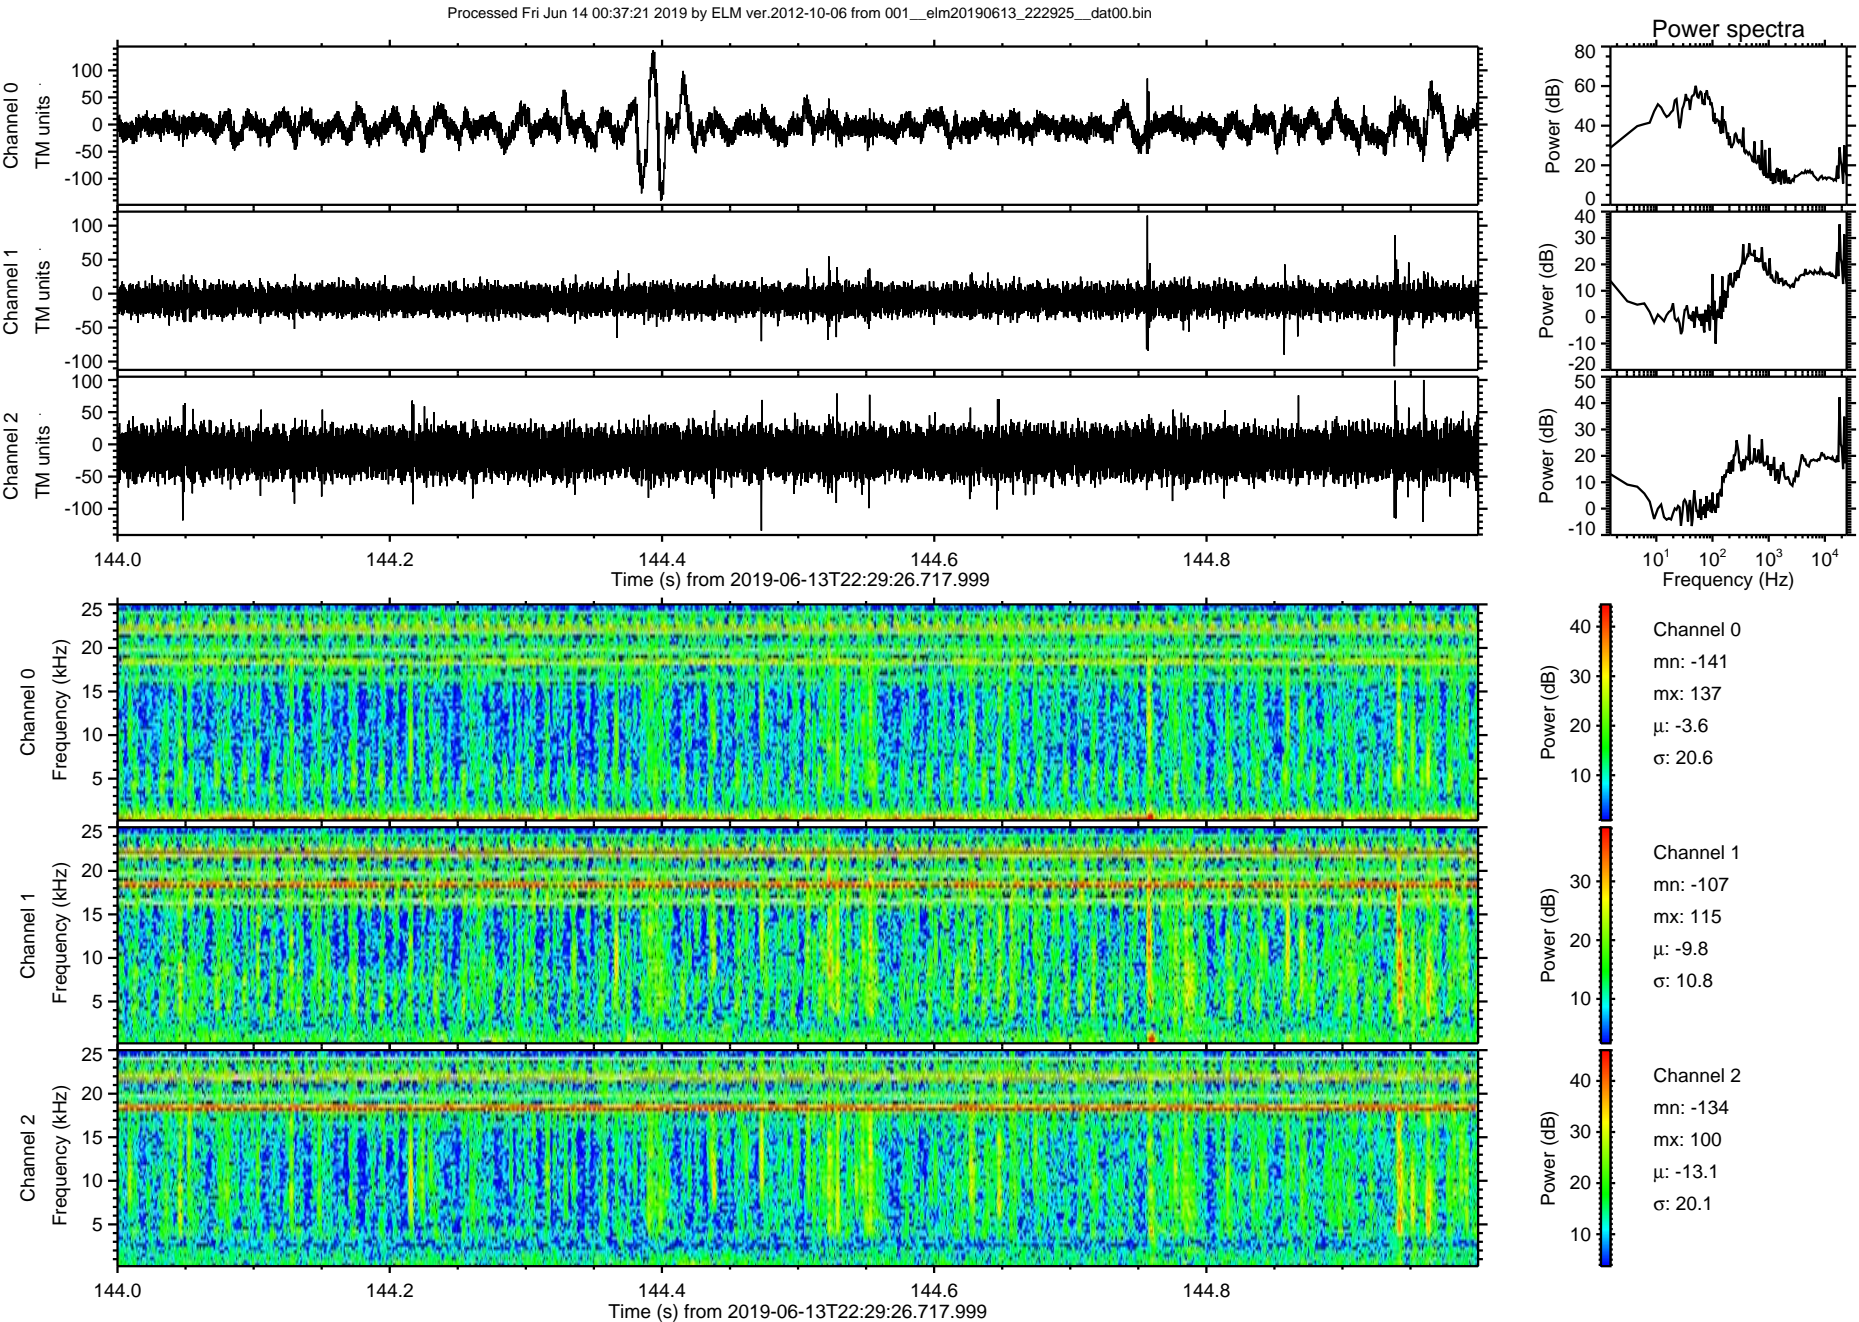 Processed Fri Jun 14 00:37:21 2019 by ELM ver.2012-10-06 from 001__elm20190613_222925__dat00.bin
Power spectra
Channel 0
TM units
100
50
0
-50
-100
Power (dB)
80
60
40
20
0
Channel 1
TM units
100
50
0
-50
-100
Power (dB)
40
30
20
10
0
-10
-20
Channel 2
TM units
100
50
0
-50
-100
Power (dB)
50
40
30
20
10
0
-10
144.0 144.2 144.4 144.6 144.8
Time (s) from 2019-06-13T22:29:26.717.999
10¹ 10² 10³ 10⁴
Frequency (Hz)
Channel 0
Frequency (kHz)
25
20
15
10
5
Power (dB)
40
30
20
10
Channel 0
mn: -141
mx: 137
μ: -3.6
σ: 20.6
Channel 1
Frequency (kHz)
25
20
15
10
5
Power (dB)
30
20
10
Channel 1
mn: -107
mx: 115
μ: -9.8
σ: 10.8
Channel 2
Frequency (kHz)
25
20
15
10
5
Power (dB)
40
30
20
10
Channel 2
mn: -134
mx: 100
μ: -13.1
σ: 20.1
144.0 144.2 144.4 144.6 144.8
Time (s) from 2019-06-13T22:29:26.717.999